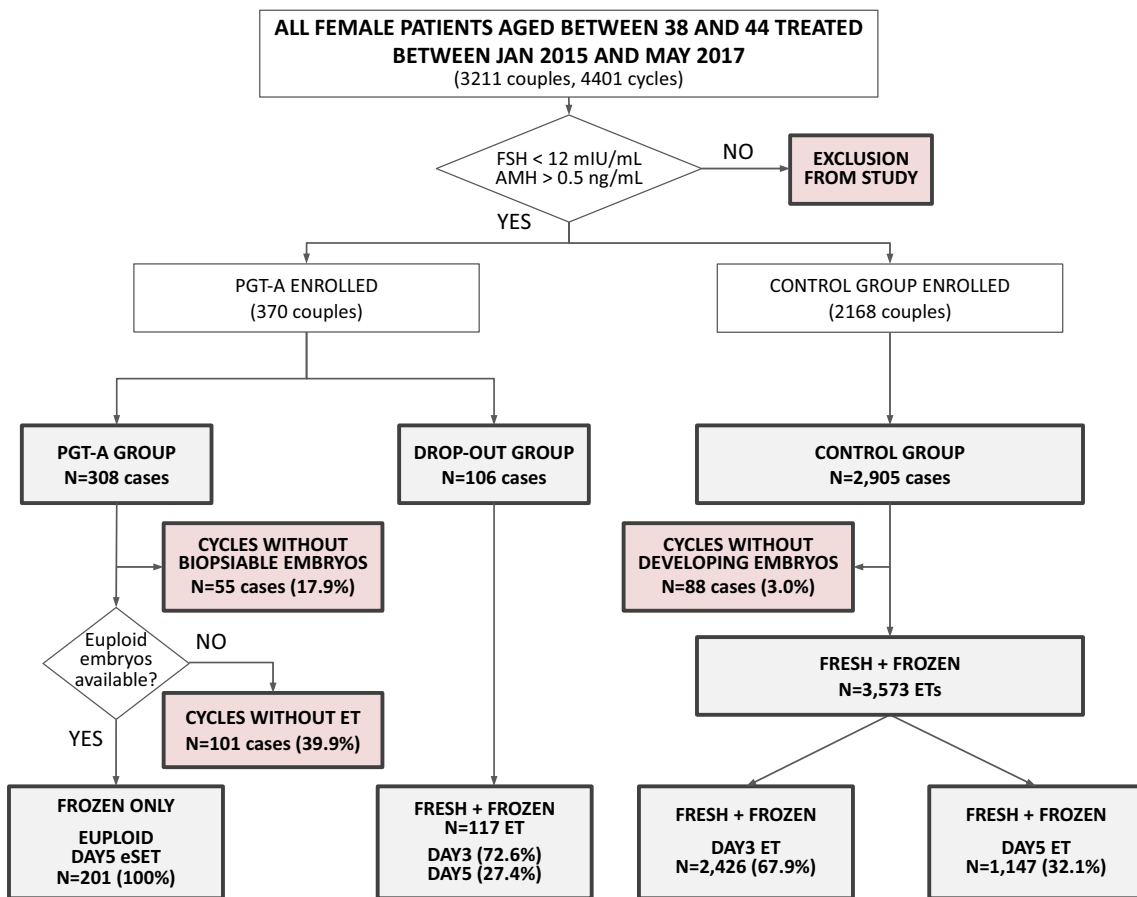 ALL FEMALE PATIENTS AGED BETWEEN 38 AND 44 TREATED
BETWEEN JAN 2015 AND MAY 2017
(3211 couples, 4401 cycles)
FSH < 12 mIU/mL
AMH > 0.5 ng/mL
NO
EXCLUSION
FROM STUDY
YES
PGT-A ENROLLED
(370 couples)
CONTROL GROUP ENROLLED
(2168 couples)
PGT-A GROUP
N=308 cases
DROP-OUT GROUP
N=106 cases
CONTROL GROUP
N=2,905 cases
CYCLES WITHOUT
BIOPSIABLE EMBRYOS
N=55 cases (17.9%)
CYCLES WITHOUT
DEVELOPING EMBRYOS
N=88 cases (3.0%)
Euploid
embryos
available?
NO
CYCLES WITHOUT ET
N=101 cases (39.9%)
YES
FRESH + FROZEN
N=3,573 ETs
FROZEN ONLY
EUPLOID
DAY5 eSET
N=201 (100%)
FRESH + FROZEN
N=117 ET
DAY3 (72.6%)
DAY5 (27.4%)
FRESH + FROZEN
DAY3 ET
N=2,426 (67.9%)
FRESH + FROZEN
DAY5 ET
N=1,147 (32.1%)